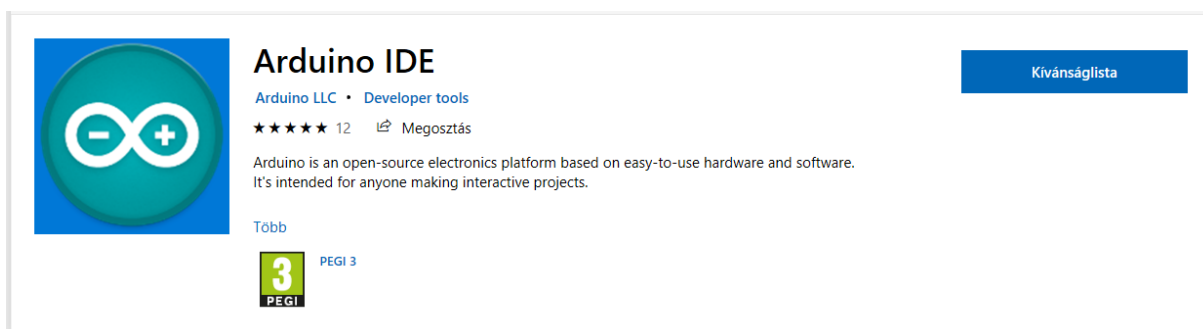 Arduino IDE
Kívánságlista
Arduino LLC • Developer tools
★★★★★ 12 Megosztás
Arduino is an open-source electronics platform based on easy-to-use hardware and software.
It's intended for anyone making interactive projects.
Több
3
PEGI
PEGI 3